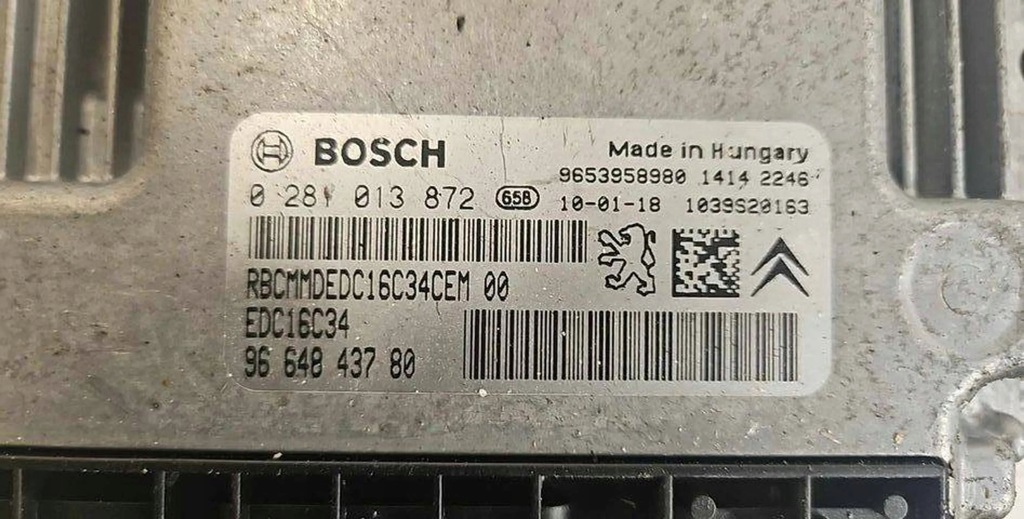 BOSCH
Made in Hungary
9653958980 1414 2246
0 281 013 872 658
10-01-18 1039S20163
RBCMMDEDC16C34CEM 00
EDC16C34
96 648 437 80